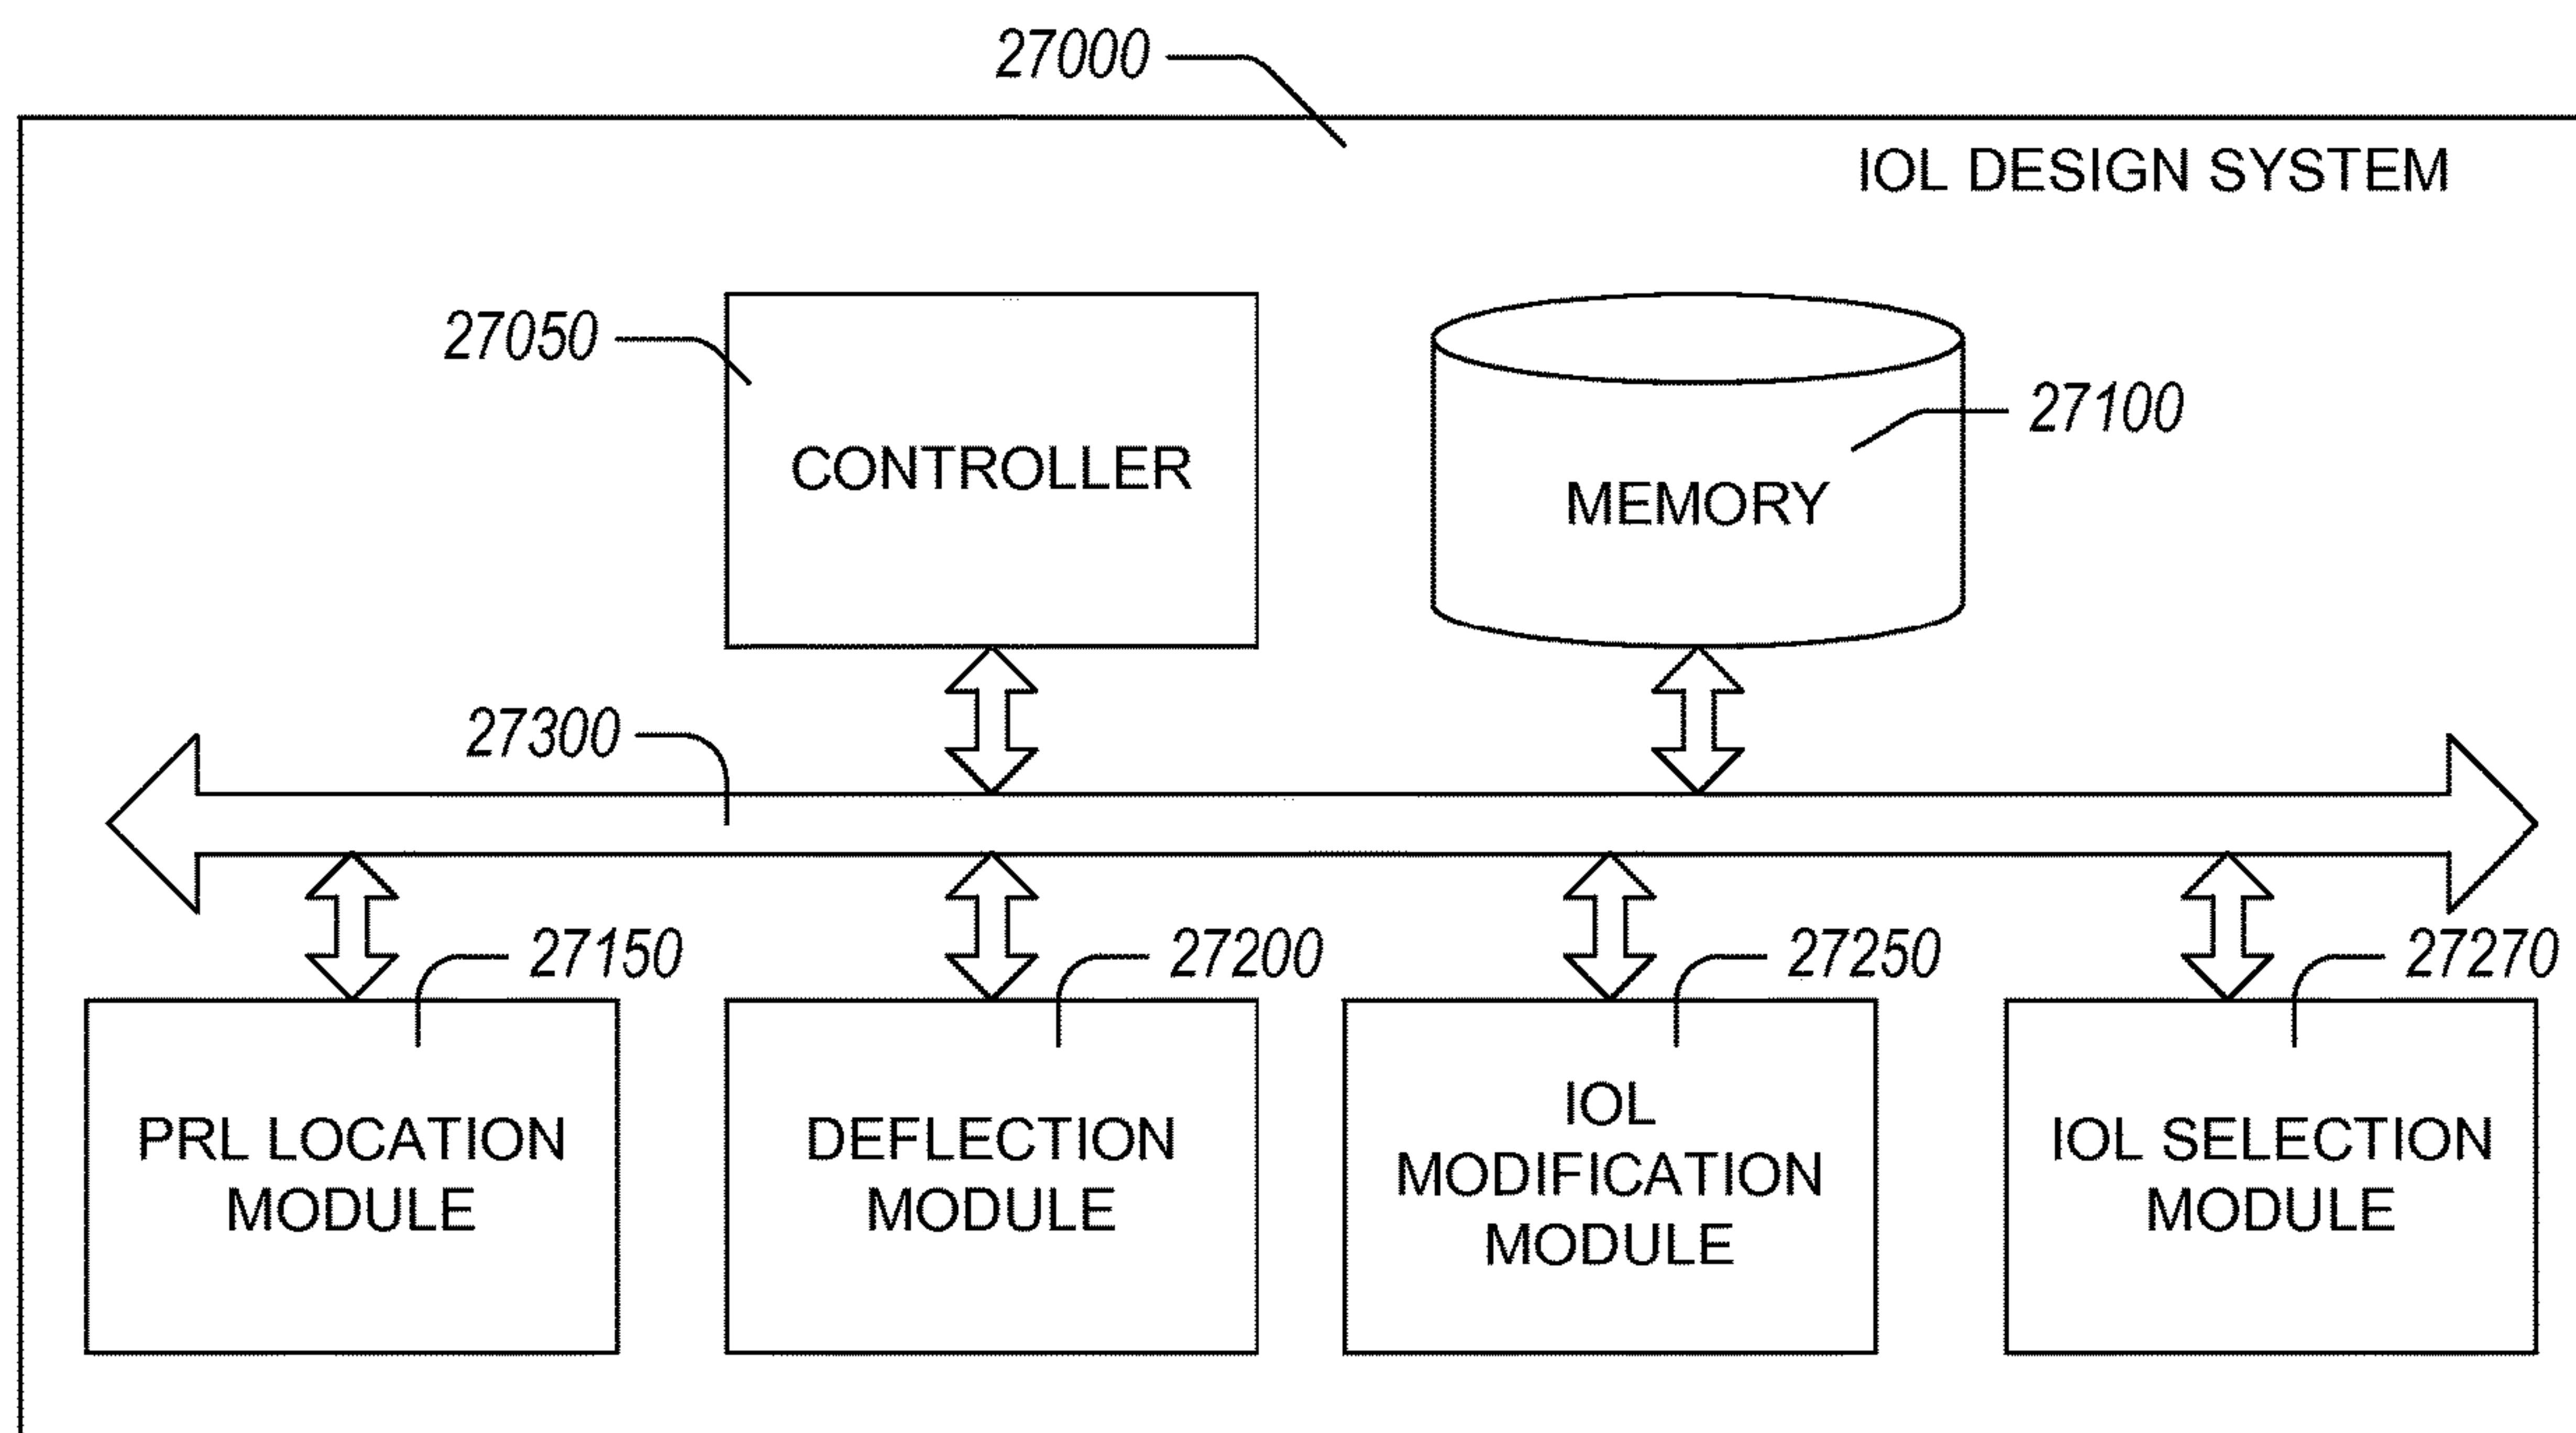 27000
IOL DESIGN SYSTEM
27050
CONTROLLER
27100
MEMORY
27300
27150
27200
27250
27270
PRL LOCATION
MODULE
DEFLECTION
MODULE
IOL
MODIFICATION
MODULE
IOL SELECTION
MODULE